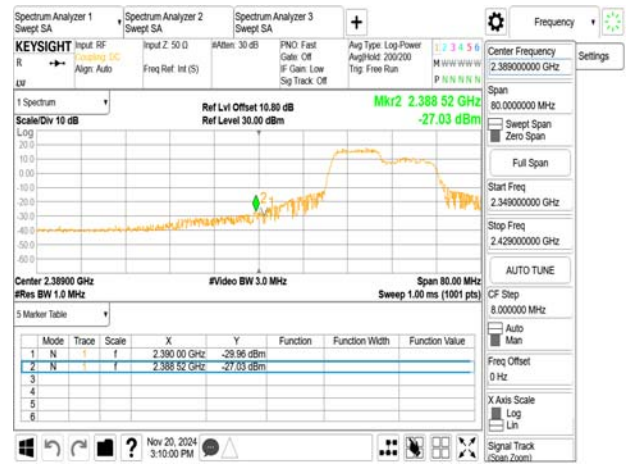 Spectrum Analyzer 1
Swept SA
Spectrum Analyzer 2
Swept SA
Spectrum Analyzer 3
Swept SA
+
Frequency
KEYSIGHT
R
LXI
Input: RF
Coupling: DC
Align: Auto
Input Z: 50 Ω
Freq Ref: Int (S)
#Atten: 30 dB
PNO: Fast
Gate: Off
IF Gain: Low
Sig Track: Off
Avg Type: Log-Power
Avg|Hold: 200/200
Trig: Free Run
1 2 3 4 5 6
M W W W W W
P N N N N N
Center Frequency
2.389000000 GHz
Settings
Span
80.0000000 MHz
Swept Span
Zero Span
Full Span
Start Freq
2.349000000 GHz
Stop Freq
2.429000000 GHz
AUTO TUNE
CF Step
8.000000 MHz
Auto
Man
Freq Offset
0 Hz
X Axis Scale
Log
Lin
Signal Track
(Span Zoom)
1 Spectrum
Scale/Div 10 dB
Ref Lvl Offset 10.80 dB
Ref Level 30.00 dBm
Mkr2 2.388 52 GHz
-27.03 dBm
Log
20.0
10.0
0.00
-10.0
-20.0
-30.0
-40.0
-50.0
-60.0
2
1
Center 2.38900 GHz
#Res BW 1.0 MHz
#Video BW 3.0 MHz
Span 80.00 MHz
Sweep 1.00 ms (1001 pts)
5 Marker Table
Mode Trace Scale X Y Function Function Width Function Value
1 N 1 f 2.390 00 GHz -29.96 dBm
2 N 1 f 2.388 52 GHz -27.03 dBm
3
4
5
6
?
Nov 20, 2024
3:10:00 PM